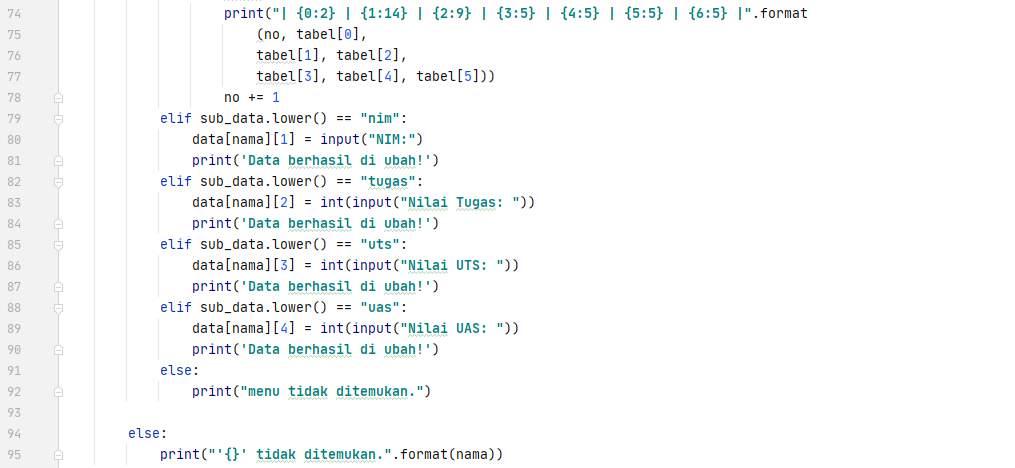 74 print("| {0:2} | {1:14} | {2:9} | {3:5} | {4:5} | {5:5} | {6:5} |".format
75 (no, tabel[0],
76 tabel[1], tabel[2],
77 tabel[3], tabel[4], tabel[5]))
78 no += 1
79 elif sub_data.lower() == "nim":
80 data[nama][1] = input("NIM:")
81 print('Data berhasil di ubah!')
82 elif sub_data.lower() == "tugas":
83 data[nama][2] = int(input("Nilai Tugas: "))
84 print('Data berhasil di ubah!')
85 elif sub_data.lower() == "uts":
86 data[nama][3] = int(input("Nilai UTS: "))
87 print('Data berhasil di ubah!')
88 elif sub_data.lower() == "uas":
89 data[nama][4] = int(input("Nilai UAS: "))
90 print('Data berhasil di ubah!')
91 else:
92 print("menu tidak ditemukan.")
93
94 else:
95 print("'{}' tidak ditemukan.".format(nama))